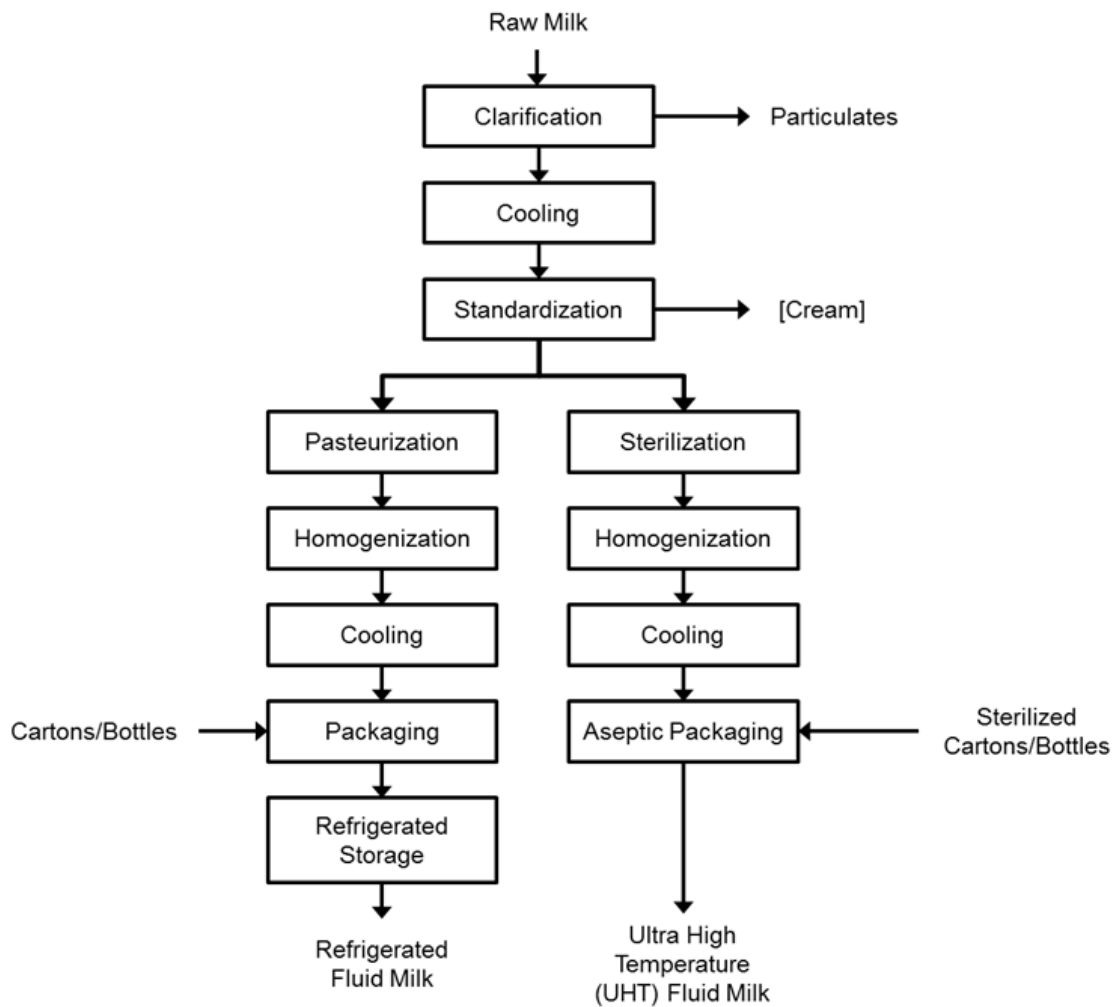 Raw Milk
Clarification
Particulates
Cooling
Standardization
[Cream]
Pasteurization
Sterilization
Homogenization
Homogenization
Cooling
Cooling
Cartons/Bottles
Packaging
Aseptic Packaging
Sterilized
Cartons/Bottles
Refrigerated
Storage
Refrigerated
Fluid Milk
Ultra High
Temperature
(UHT) Fluid Milk